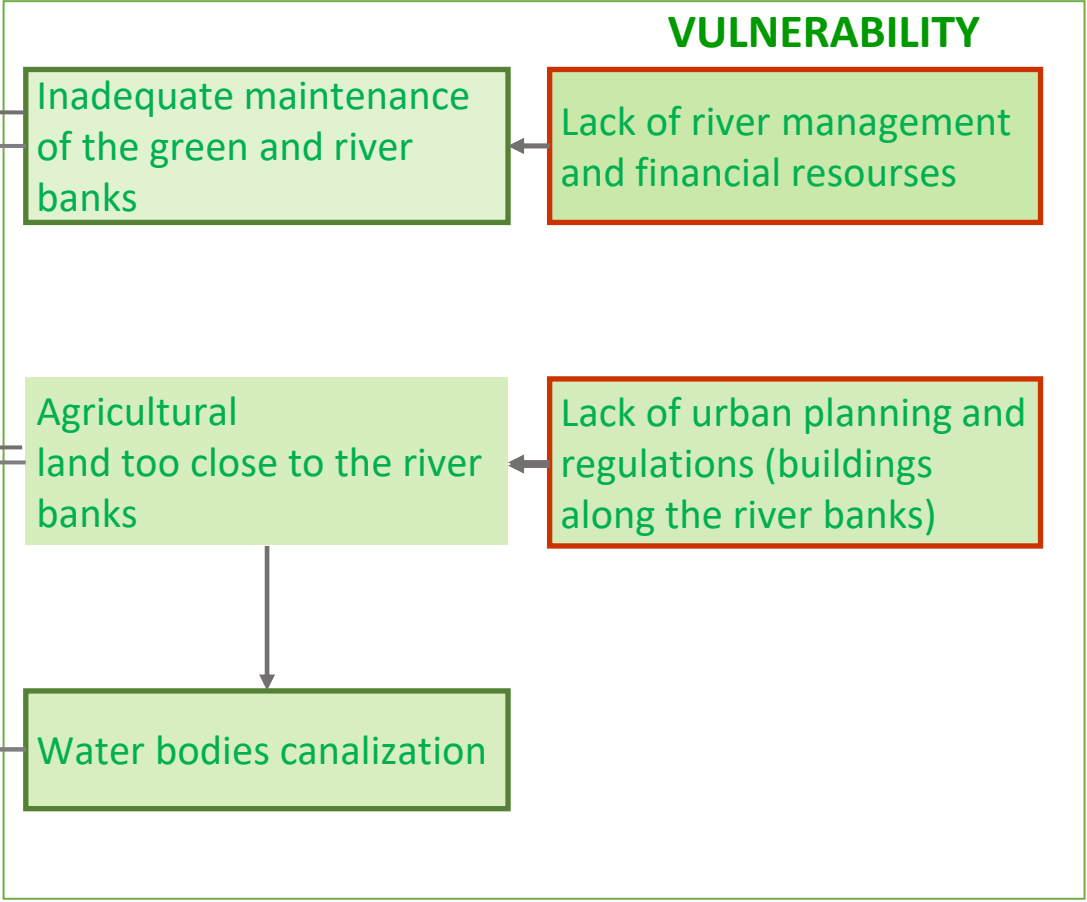 VULNERABILITY
Inadequate maintenance
of the green and river
banks
Lack of river management
and financial resourses
Agricultural
land too close to the river
banks
Lack of urban planning and
regulations (buildings
along the river banks)
Water bodies canalization